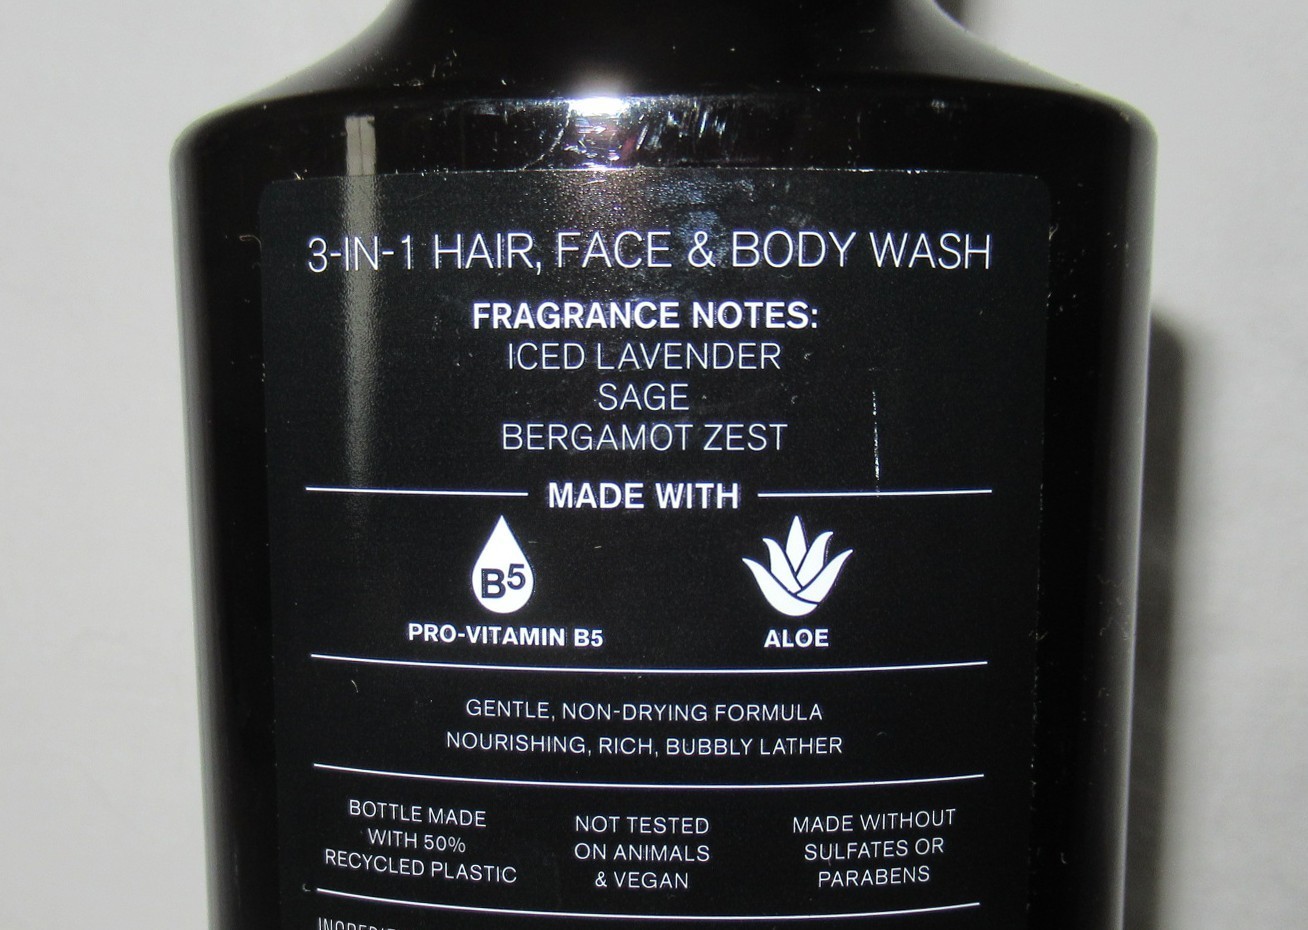 3-IN-1 HAIR, FACE & BODY WASH
FRAGRANCE NOTES:
ICED LAVENDER
SAGE
BERGAMOT ZEST
MADE WITH
B5
PRO-VITAMIN B5
ALOE
GENTLE, NON-DRYING FORMULA
NOURISHING, RICH, BUBBLY LATHER
BOTTLE MADE
WITH 50%
RECYCLED PLASTIC
NOT TESTED
ON ANIMALS
& VEGAN
MADE WITHOUT
SULFATES OR
PARABENS